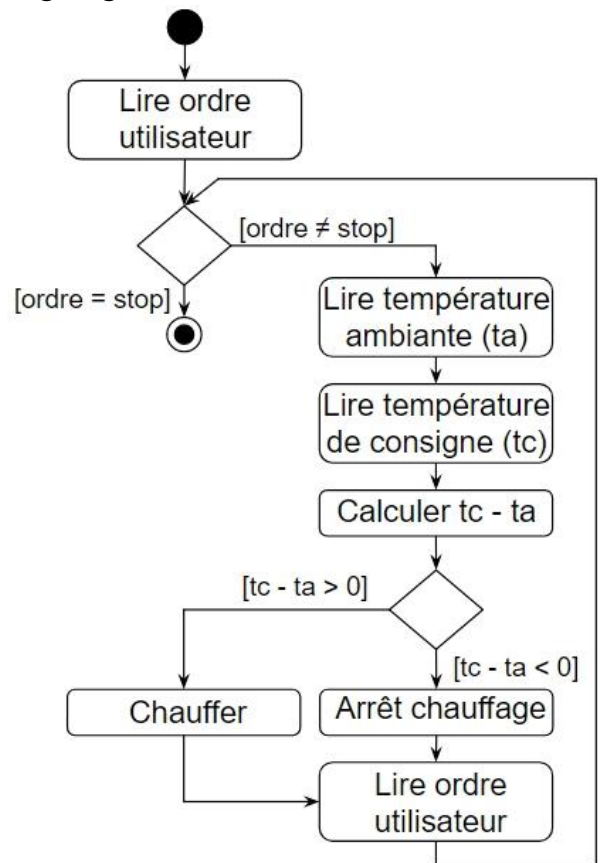 Lire ordre
utilisateur
[ordre ≠ stop]
[ordre = stop]
Lire température
ambiante (ta)
Lire température
de consigne (tc)
Calculer tc - ta
[tc - ta > 0]
[tc - ta < 0]
Chauffer
Arrêt chauffage
Lire ordre
utilisateur